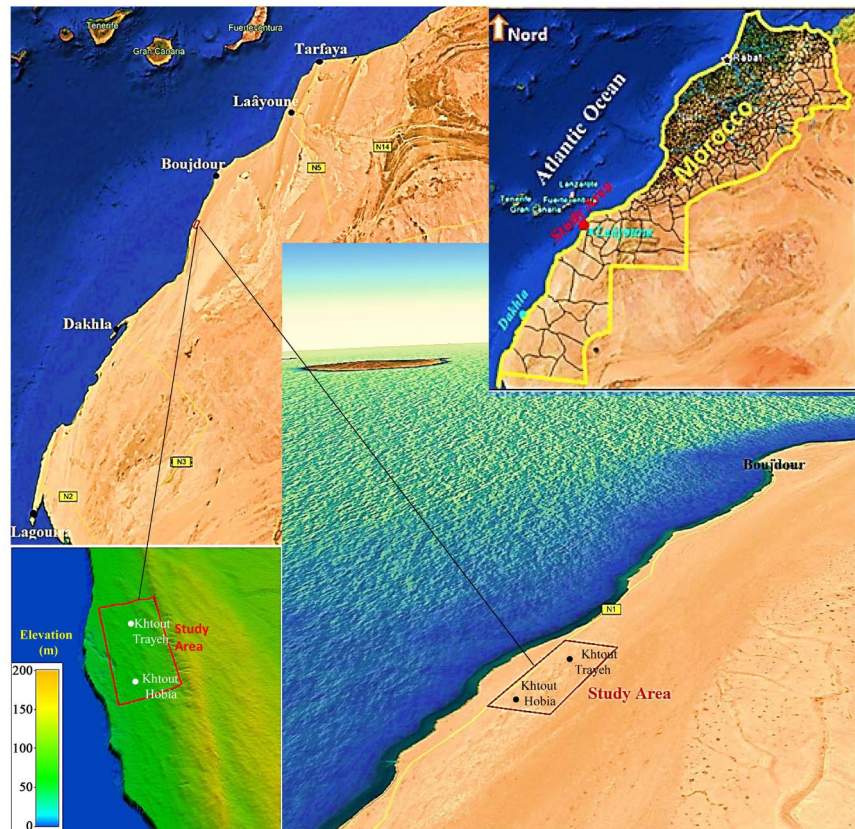 Tenerife
Gran Canaria
Fuerteventura
Tarfaya
Laâyoune
N14
N5
Boujdour
Dakhla
N3
N2
Nord
Rabat
Atlantic Ocean
Morocco
Lanzarote
Tenerife
Fuerteventura
Gran Canaria
Study Area
Laâyoune
Dakhla
Boujdour
N1
Khtout
Trayeh
Khtout
Hobia
Study Area
Elevation
(m)
200
150
100
50
0
Khtout
Trayeh
Study
Area
Khtout
Hobia